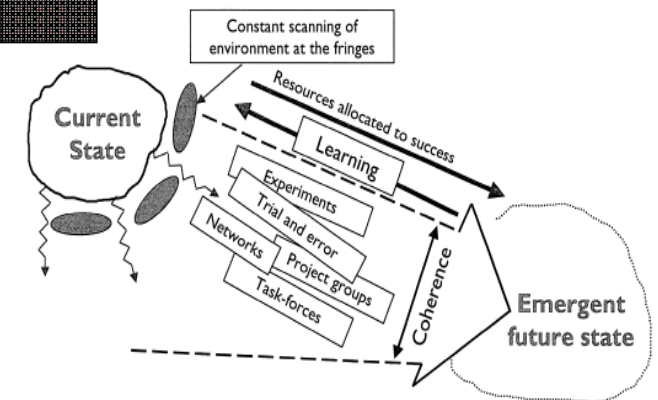 Constant scanning of
environment at the fringes
Current
State
Resources allocated to success
Learning
Experiments
Trial and error
Networks
Project groups
Task-forces
Coherence
Emergent
future state